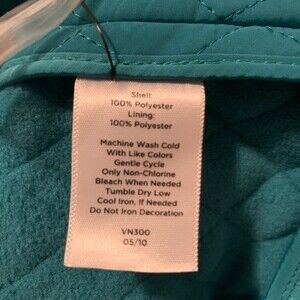 Shell:
100% Polyester
Lining:
100% Polyester
Machine Wash Cold
With Like Colors
Gentle Cycle
Only Non-Chlorine
Bleach When Needed
Tumble Dry Low
Cool Iron, If Needed
Do Not Iron Decoration
VN300
05/10